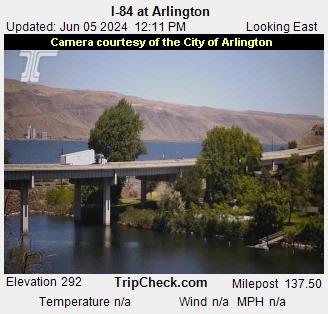 I-84 at Arlington
Updated: Jun 05 2024 12:11 PM Looking East
Camera courtesy of the City of Arlington
Elevation 292 TripCheck.com Milepost 137.50
Temperature n/a Wind n/a MPH n/a